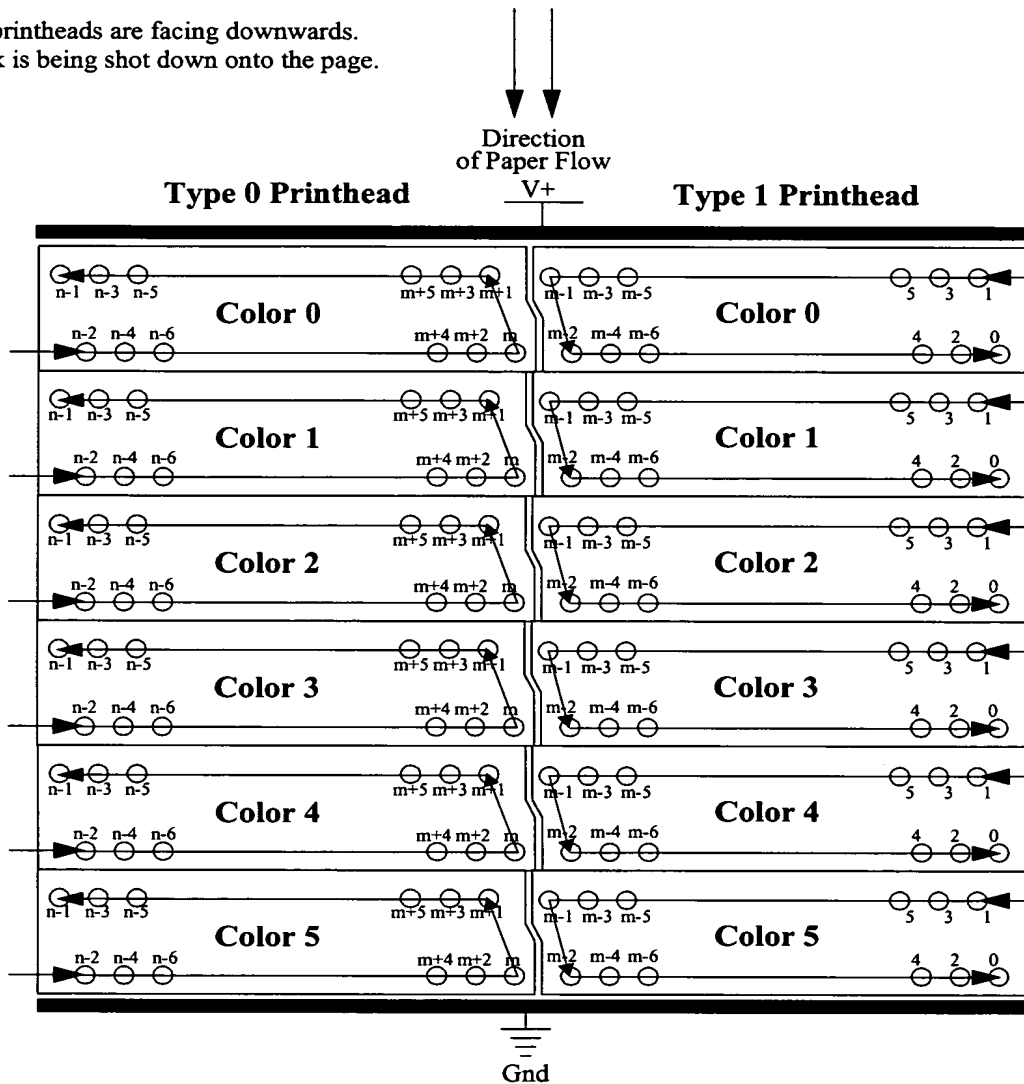 printheads are facing downwards.
k is being shot down onto the page.
Direction
of Paper Flow
Type 0 Printhead V+ Type 1 Printhead
n-1 n-3 n-5 m+5 m+3 m+1 m-1 m-3 m-5 5 3 1
Color 0 Color 0
n-2 n-4 n-6 m+4 m+2 m m-2 m-4 m-6 4 2 0
n-1 n-3 n-5 m+5 m+3 m+1 m-1 m-3 m-5 5 3 1
Color 1 Color 1
n-2 n-4 n-6 m+4 m+2 m m-2 m-4 m-6 4 2 0
n-1 n-3 n-5 m+5 m+3 m+1 m-1 m-3 m-5 5 3 1
Color 2 Color 2
n-2 n-4 n-6 m+4 m+2 m m-2 m-4 m-6 4 2 0
n-1 n-3 n-5 m+5 m+3 m+1 m-1 m-3 m-5 5 3 1
Color 3 Color 3
n-2 n-4 n-6 m+4 m+2 m m-2 m-4 m-6 4 2 0
n-1 n-3 n-5 m+5 m+3 m+1 m-1 m-3 m-5 5 3 1
Color 4 Color 4
n-2 n-4 n-6 m+4 m+2 m m-2 m-4 m-6 4 2 0
n-1 n-3 n-5 m+5 m+3 m+1 m-1 m-3 m-5 5 3 1
Color 5 Color 5
n-2 n-4 n-6 m+4 m+2 m m-2 m-4 m-6 4 2 0
Gnd